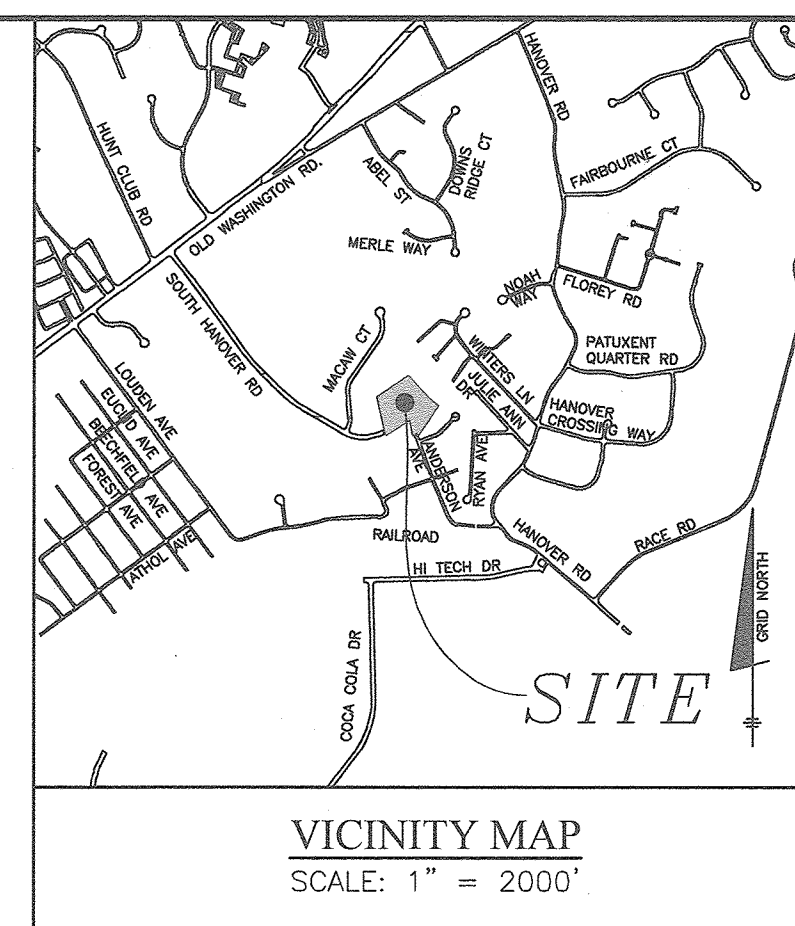 HANOVER RD
HUNT CLUB RD
OLD WASHINGTON RD.
ABEL ST
DOWNS
RIDGE CT
FAIRBOURNE CT
MERLE WAY
NOAH
WAY
FLOREY RD
SOUTH HANOVER RD
MACAW CT
WINTERS LN
JULIE ANN
DR
PATUXENT
QUARTER RD
HANOVER
CROSSING WAY
LOUDEN AVE
EUCLID AVE
BEECHFIELD AVE
FOREST AVE
ATHOL AVE
ANDERSON
AVE
RYAN AVE
RAILROAD
HANOVER RD
RACE RD
HI TECH DR
COCA COLA DR
GRID NORTH
SITE
VICINITY MAP
SCALE: 1" = 2000'